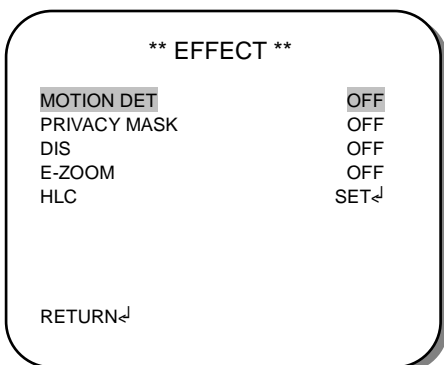 ** EFFECT **
MOTION DET OFF
PRIVACY MASK OFF
DIS OFF
E-ZOOM OFF
HLC SET↲
RETURN↲